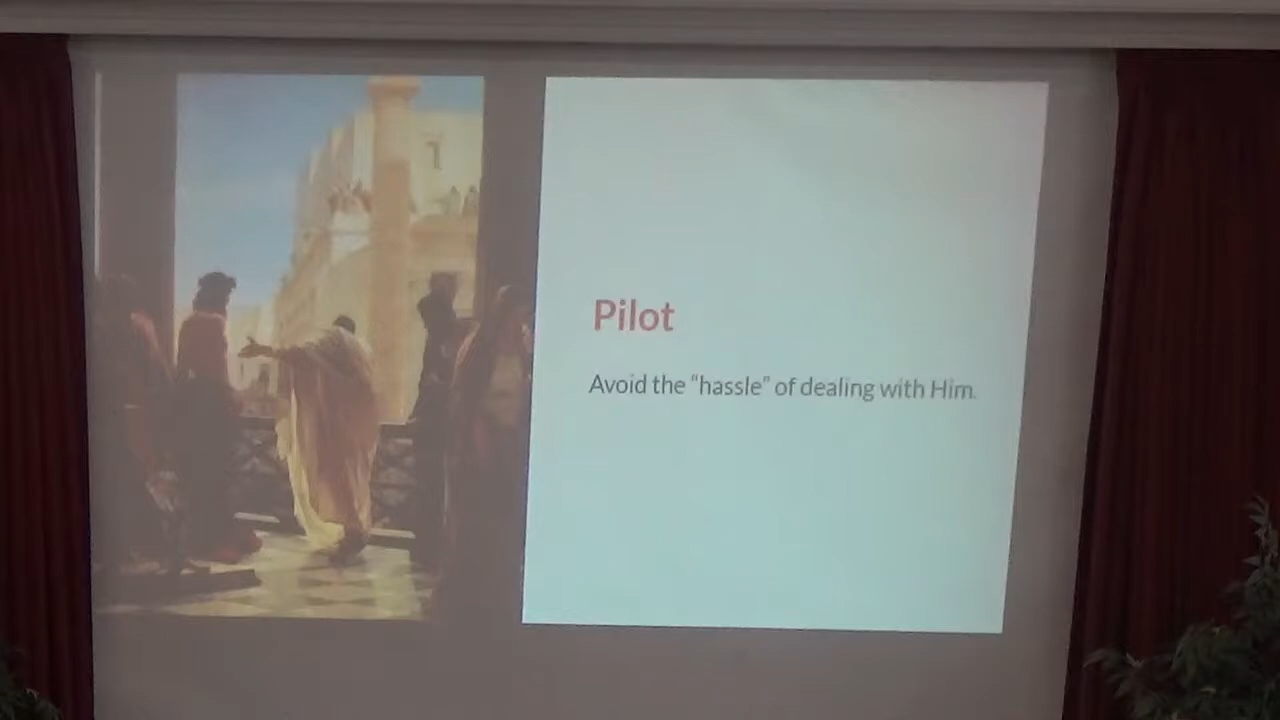 Pilot
Avoid the “hassle” of dealing with Him.